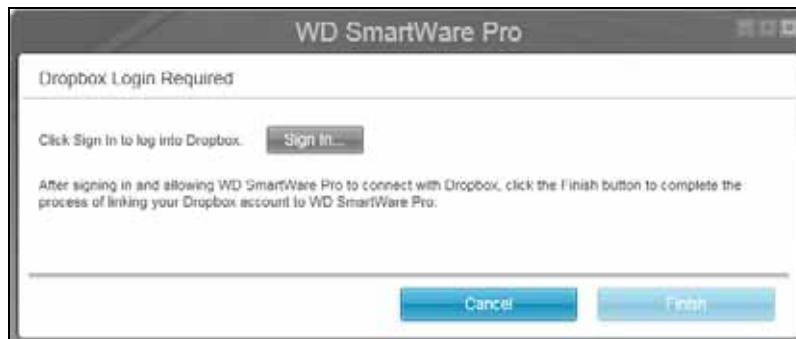 WD SmartWare Pro
Dropbox Login Required
Click Sign In to log into Dropbox. Sign In...
After signing in and allowing WD SmartWare Pro to connect with Dropbox, click the Finish button to complete the
process of linking your Dropbox account to WD SmartWare Pro.
Cancel Finish